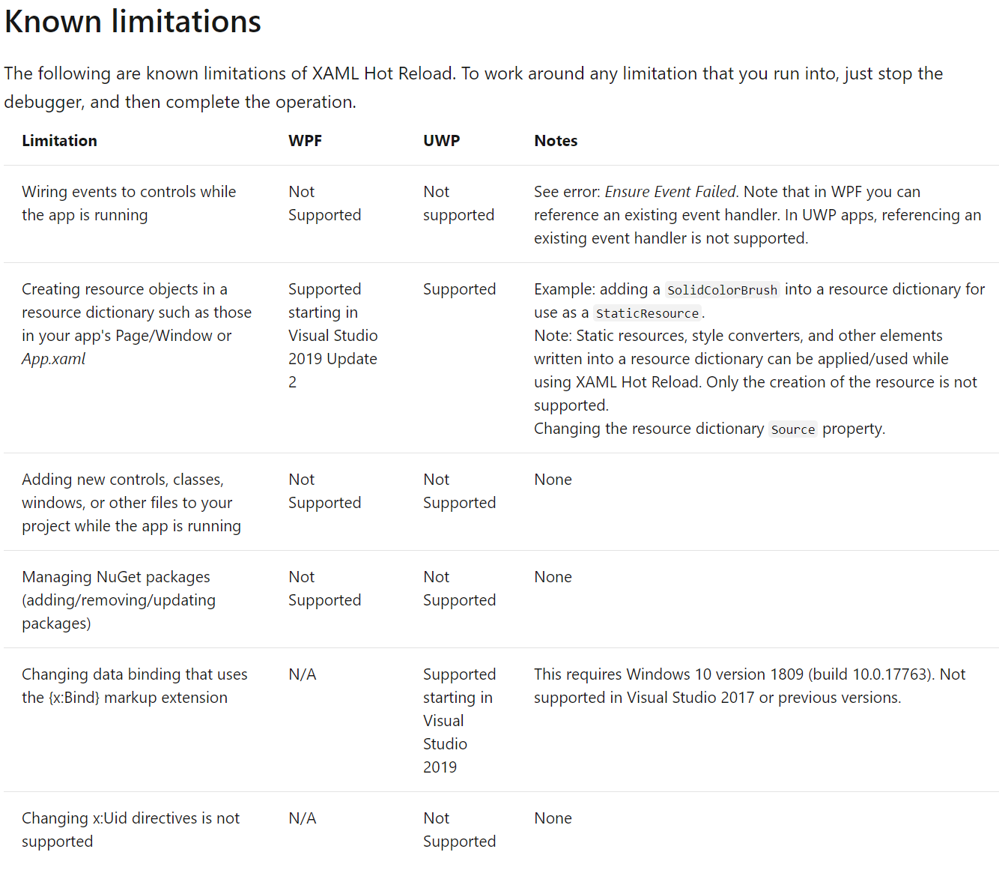 Known limitations
The following are known limitations of XAML Hot Reload. To work around any limitation that you run into, just stop the
debugger, and then complete the operation.
Limitation WPF UWP Notes
Wiring events to controls while
the app is running
Not
Supported
Not
supported
See error: Ensure Event Failed. Note that in WPF you can
reference an existing event handler. In UWP apps, referencing an
existing event handler is not supported.
Creating resource objects in a
resource dictionary such as those
in your app's Page/Window or
App.xaml
Supported
starting in
Visual Studio
2019 Update
2
Supported
Example: adding a SolidColorBrush into a resource dictionary for
use as a StaticResource.
Note: Static resources, style converters, and other elements
written into a resource dictionary can be applied/used while
using XAML Hot Reload. Only the creation of the resource is not
supported.
Changing the resource dictionary Source property.
Adding new controls, classes,
windows, or other files to your
project while the app is running
Not
Supported
Not
Supported
None
Managing NuGet packages
(adding/removing/updating
packages)
Not
Supported
Not
Supported
None
Changing data binding that uses
the {x:Bind} markup extension
N/A
Supported
starting in
Visual
Studio
2019
This requires Windows 10 version 1809 (build 10.0.17763). Not
supported in Visual Studio 2017 or previous versions.
Changing x:Uid directives is not
supported
N/A
Not
Supported
None